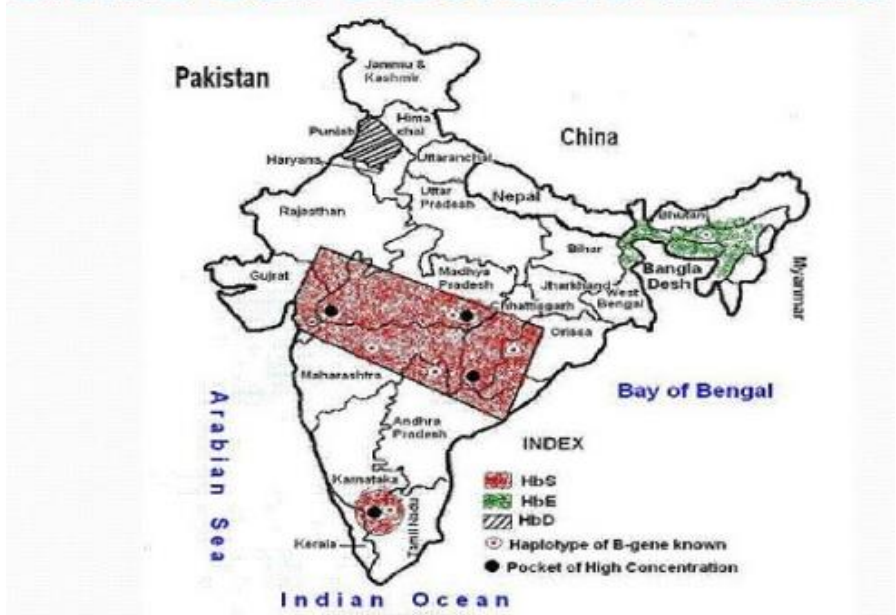 Jammu &
Kashmir
Pakistan
Hima
chal
Punjab
China
Haryana
Uttaranchal
Uttar
Pradesh
Nepal
Rajasthan
Bhutan
Bihar
Gujrat
Madhya
Pradesh
Bangla
Desh
Myanmar
Jharkhand
West
Bengal
Chhattisgarh
Orissa
Maharashtra
Bay of Bengal
Arabian Sea
Andhra
Pradesh
INDEX
Karnataka
HbS
HbE
HbD
Tamil Nadu
Haplotype of B-gene known
Kerala
Pocket of High Concentration
Indian Ocean